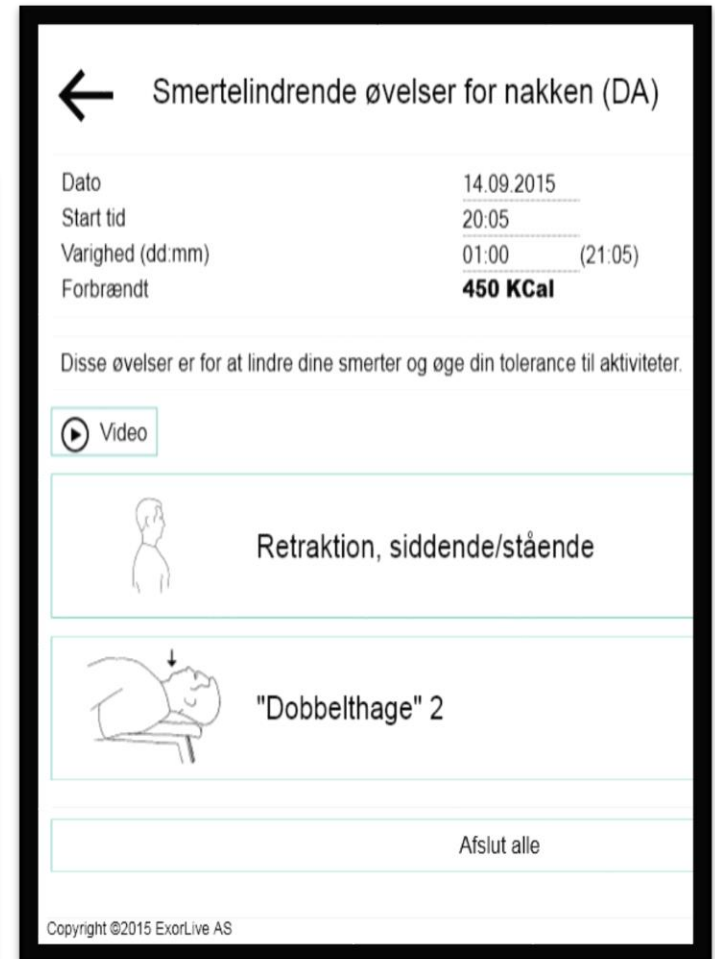 Smertelindrende øvelser for nakken (DA)
Dato 14.09.2015
Start tid 20:05
Varighed (dd:mm) 01:00 (21:05)
Forbrændt 450 KCal
Disse øvelser er for at lindre dine smerter og øge din tolerance til aktiviteter.
Video
Retraktion, siddende/stående
"Dobbelthage" 2
Afslut alle
Copyright ©2015 ExorLive AS